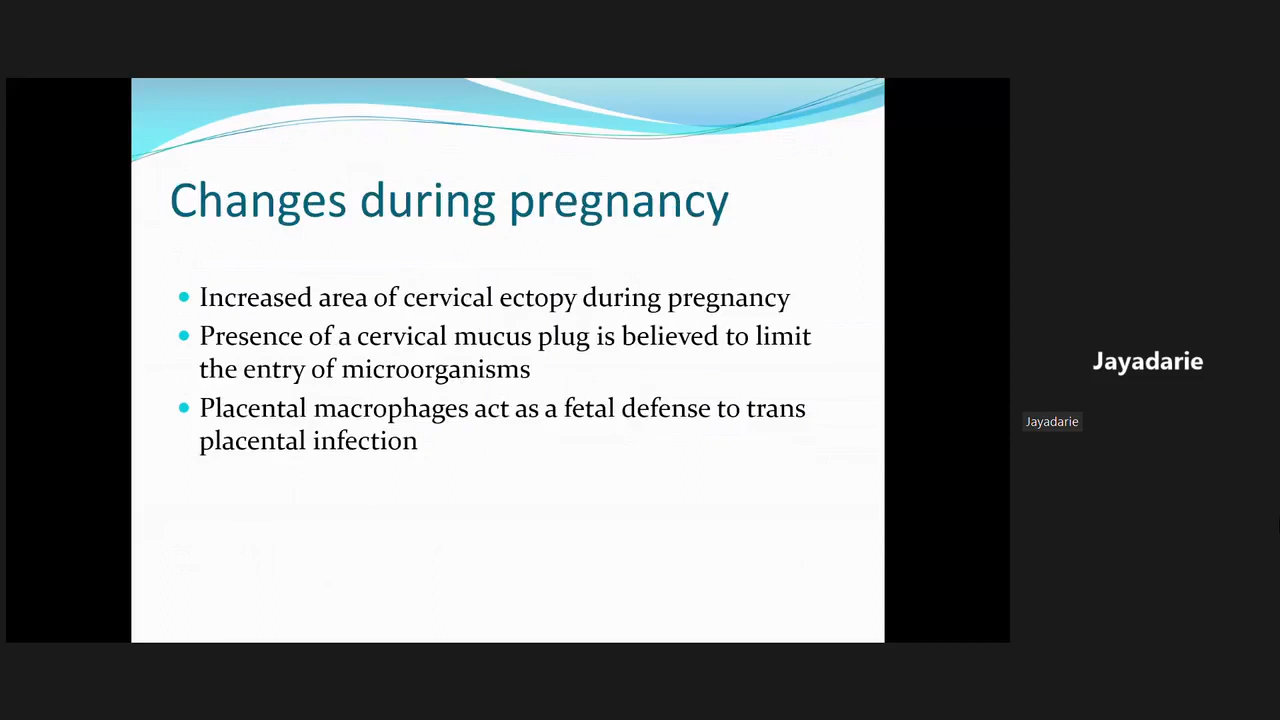 Changes during pregnancy
Increased area of cervical ectopy during pregnancy
Presence of a cervical mucus plug is believed to limit
the entry of microorganisms
Placental macrophages act as a fetal defense to trans
placental infection
Jayadarie
Jayadarie